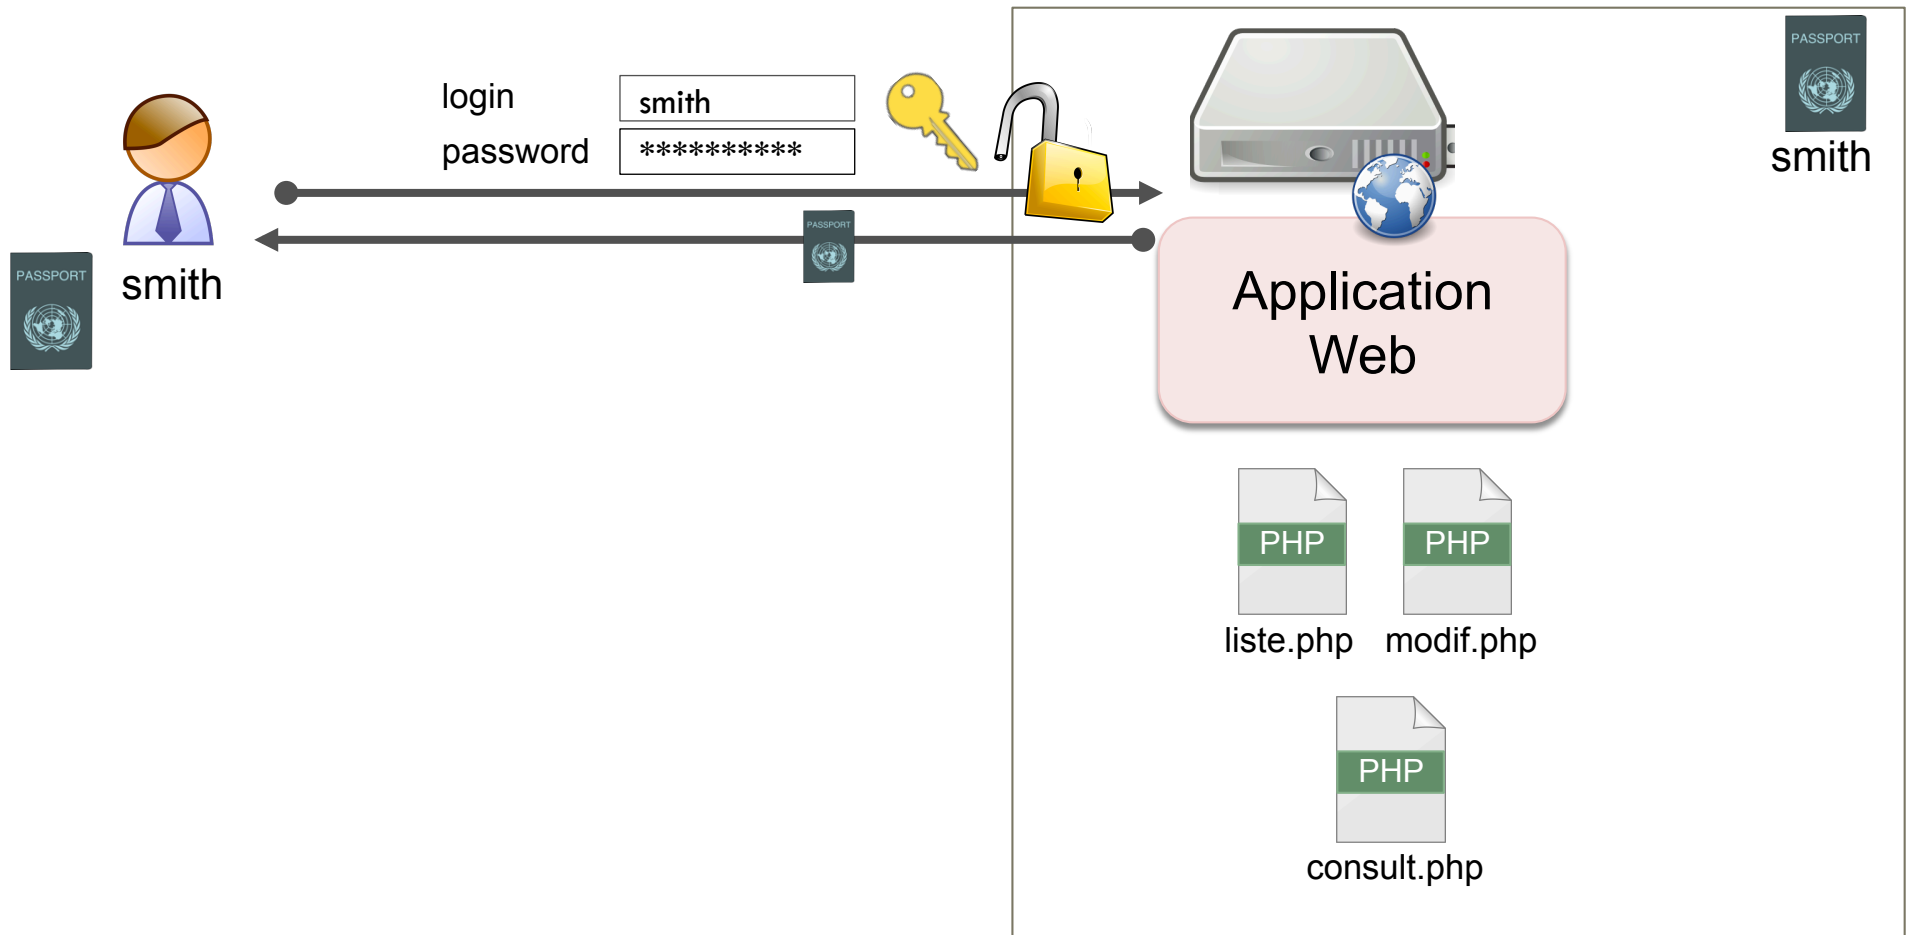 PASSPORT
login
smith
password
**********
smith
PASSPORT
PASSPORT
smith
PASSPORT
Application
Web
PHP
PHP
liste.php
modif.php
PHP
consult.php